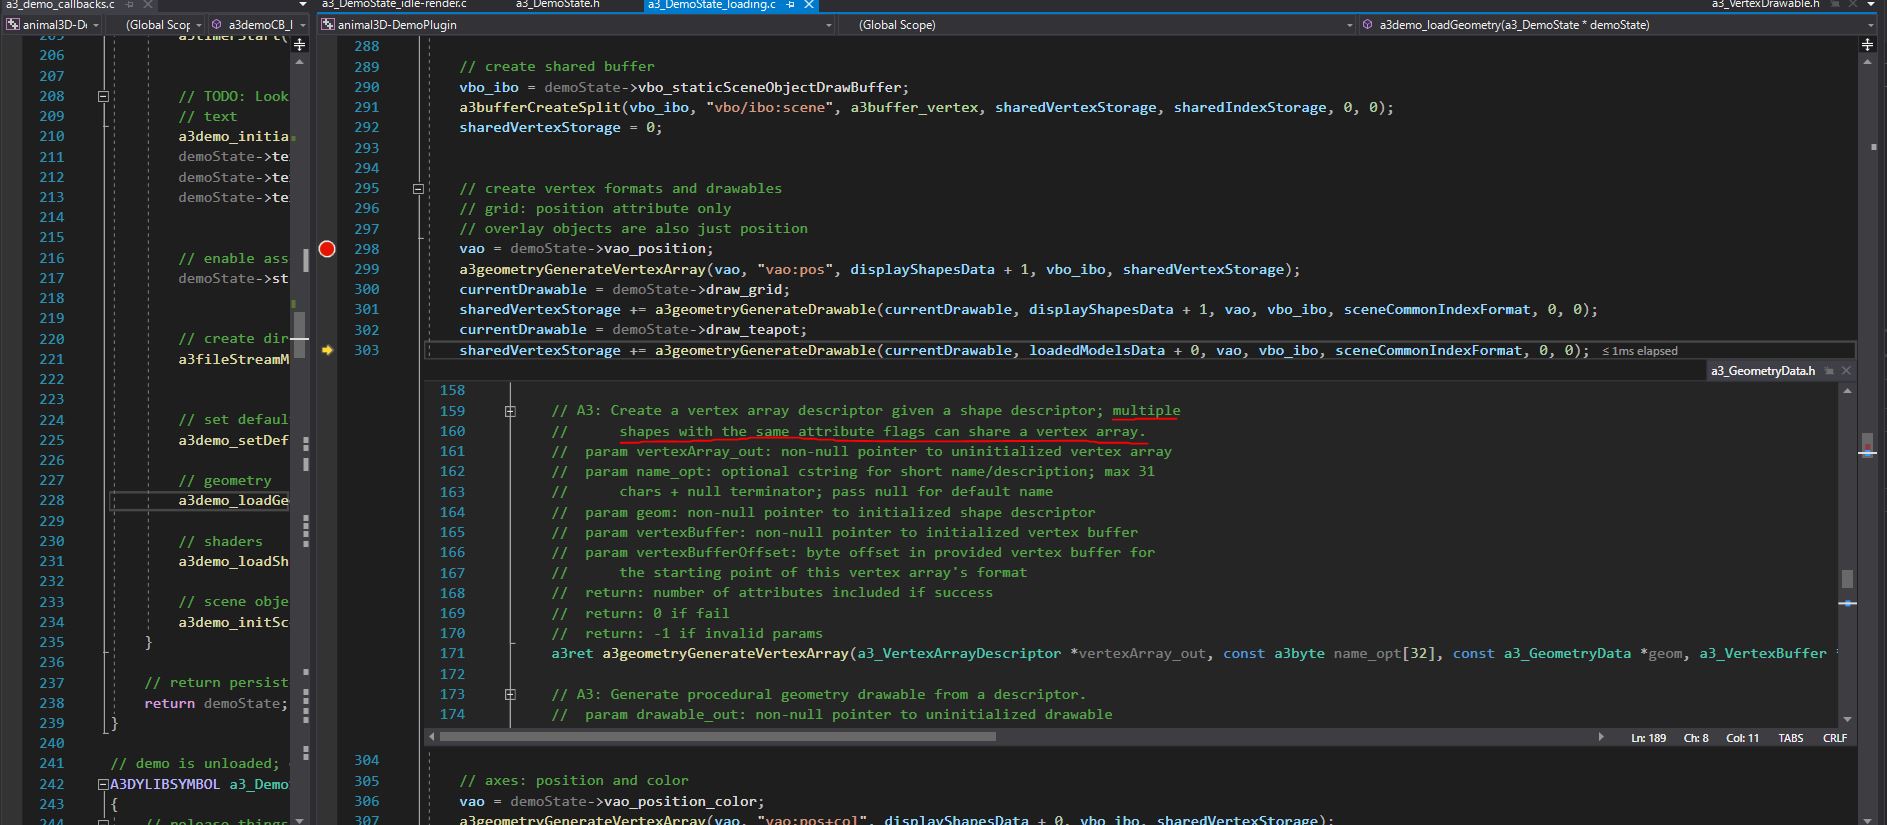 a3_demo_callbacks.c
a3_DemoState_idle-render.c
a3_DemoState.h
a3_DemoState_loading.c
a3_VertexDrawable.h
animal3D-De
(Global Scop
a3demoCB_l
animal3D-DemoPlugin
(Global Scope)
a3demo_loadGeometry(a3_DemoState * demoState)
205 a3timerStart(
206
207
208 // TODO: Look
209 // text
210 a3demo_initia
211 demoState->te
212 demoState->te
213 demoState->te
214
215
216 // enable ass
217 demoState->st
218
219
220 // create dir
221 a3fileStreamM
222
223
224 // set defaul
225 a3demo_setDef
226
227 // geometry
228 a3demo_loadGe
229
230 // shaders
231 a3demo_loadSh
232
233 // scene obje
234 a3demo_initSc
235 }
236
237 // return persist
238 return demoState;
239 }
240
241 // demo is unloaded;
242 A3DYLIBSYMBOL a3_Demo
243 {
244 // release things
288
289 // create shared buffer
290 vbo_ibo = demoState->vbo_staticSceneObjectDrawBuffer;
291 a3bufferCreateSplit(vbo_ibo, "vbo/ibo:scene", a3buffer_vertex, sharedVertexStorage, sharedIndexStorage, 0, 0);
292 sharedVertexStorage = 0;
293
294
295 // create vertex formats and drawables
296 // grid: position attribute only
297 // overlay objects are also just position
298 vao = demoState->vao_position;
299 a3geometryGenerateVertexArray(vao, "vao:pos", displayShapesData + 1, vbo_ibo, sharedVertexStorage);
300 currentDrawable = demoState->draw_grid;
301 sharedVertexStorage += a3geometryGenerateDrawable(currentDrawable, displayShapesData + 1, vao, vbo_ibo, sceneCommonIndexFormat, 0, 0);
302 currentDrawable = demoState->draw_teapot;
303 sharedVertexStorage += a3geometryGenerateDrawable(currentDrawable, loadedModelsData + 0, vao, vbo_ibo, sceneCommonIndexFormat, 0, 0); ≤ 1ms elapsed
a3_GeometryData.h
158
159 // A3: Create a vertex array descriptor given a shape descriptor; multiple
160 // shapes with the same attribute flags can share a vertex array.
161 // param vertexArray_out: non-null pointer to uninitialized vertex array
162 // param name_opt: optional cstring for short name/description; max 31
163 // chars + null terminator; pass null for default name
164 // param geom: non-null pointer to initialized shape descriptor
165 // param vertexBuffer: non-null pointer to initialized vertex buffer
166 // param vertexBufferOffset: byte offset in provided vertex buffer for
167 // the starting point of this vertex array's format
168 // return: number of attributes included if success
169 // return: 0 if fail
170 // return: -1 if invalid params
171 a3ret a3geometryGenerateVertexArray(a3_VertexArrayDescriptor *vertexArray_out, const a3byte name_opt[32], const a3_GeometryData *geom, a3_VertexBuffer *
172
173 // A3: Generate procedural geometry drawable from a descriptor.
174 // param drawable_out: non-null pointer to uninitialized drawable
Ln: 189 Ch: 8 Col: 11 TABS CRLF
304
305 // axes: position and color
306 vao = demoState->vao_position_color;
307 a3geometryGenerateVertexArray(vao, "vao:pos+col", displayShapesData + 0, vbo_ibo, sharedVertexStorage);